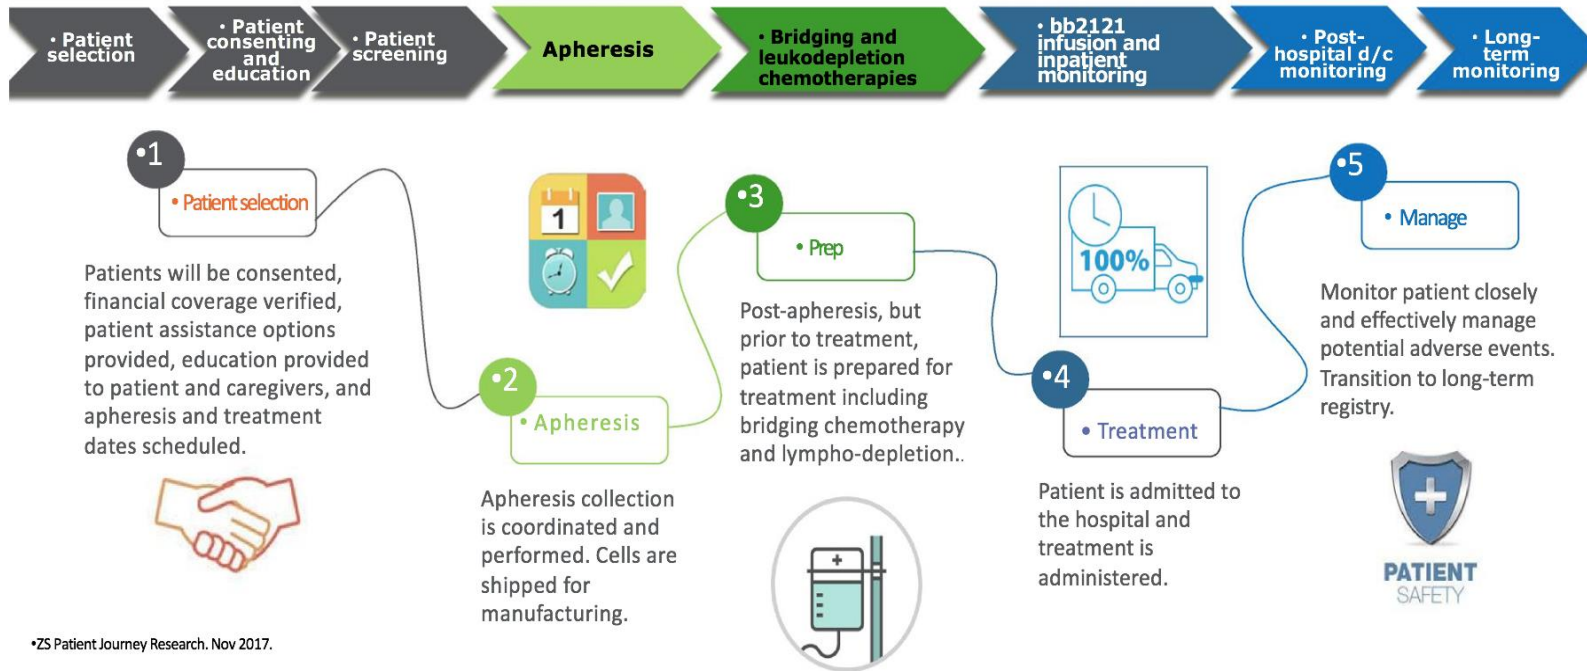 • Patient
selection
• Patient
consenting
and
education
• Patient
screening
Apheresis
• Bridging and
leukodepletion
chemotherapies
• bb2121
infusion and
inpatient
monitoring
• Post-
hospital d/c
monitoring
• Long-
term
monitoring
•1
• Patient selection
Patients will be consented,
financial coverage verified,
patient assistance options
provided, education provided
to patient and caregivers, and
apheresis and treatment
dates scheduled.
1
•2
• Apheresis
Apheresis collection
is coordinated and
performed. Cells are
shipped for
manufacturing.
•3
• Prep
Post-apheresis, but
prior to treatment,
patient is prepared for
treatment including
bridging chemotherapy
and lympho-depletion..
100%
•4
• Treatment
Patient is admitted to
the hospital and
treatment is
administered.
•5
• Manage
Monitor patient closely
and effectively manage
potential adverse events.
Transition to long-term
registry.
PATIENT
SAFETY
•ZS Patient Journey Research. Nov 2017.